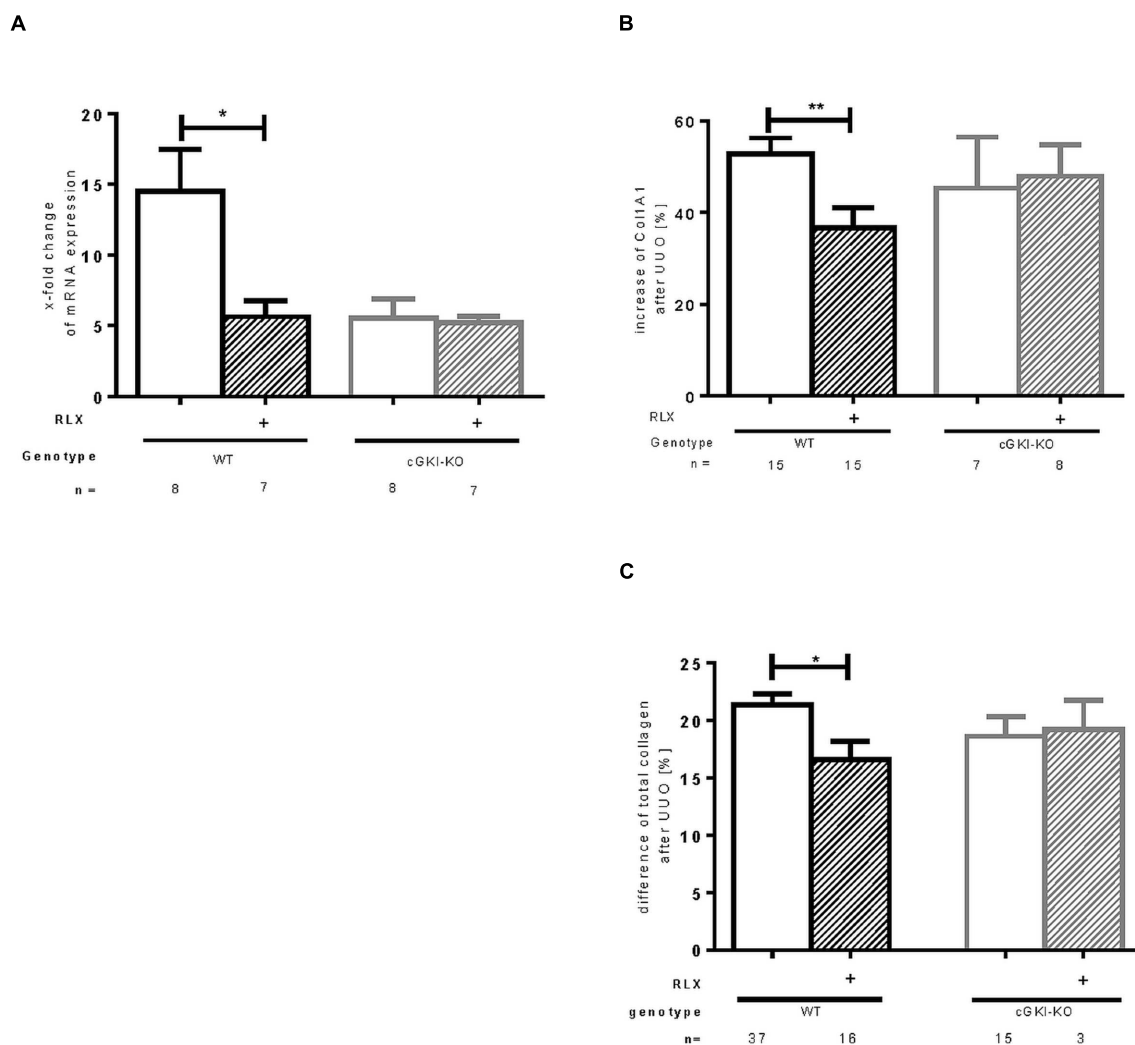 A
x-fold change
of mRNA expression
20
15
10
5
0
*
RLX + +
Genotype WT cGKI-KO
n = 8 7 8 7
B
increase of Col1A1
after UUO [%]
60
40
20
0
**
RLX + +
Genotype WT cGKI-KO
n = 15 15 7 8
C
difference of total collagen
after UUO [%]
25
20
15
10
5
0
*
RLX + +
genotype WT cGKI-KO
n= 37 16 15 3